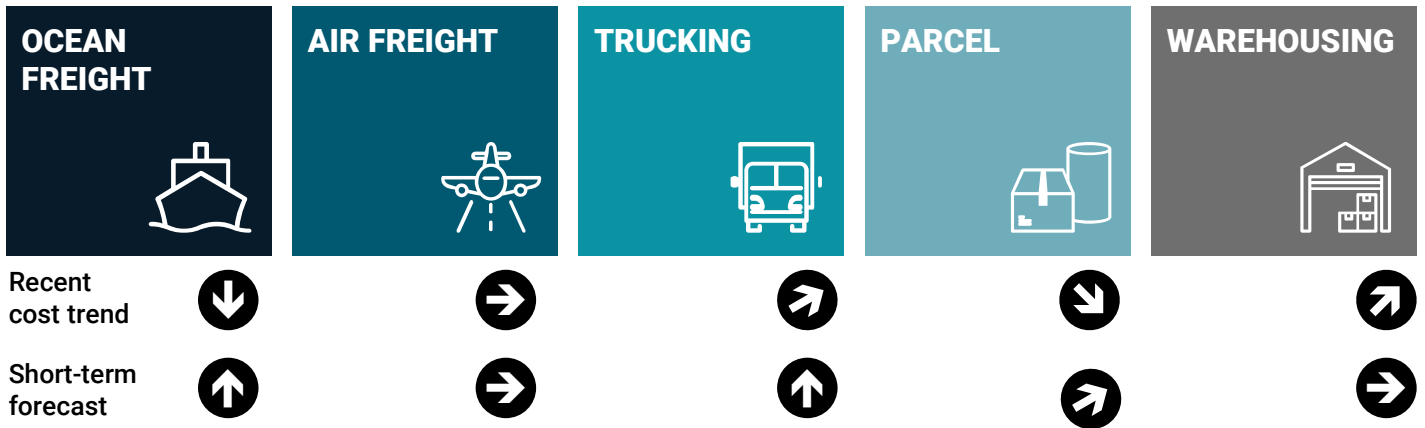 OCEAN
FREIGHT
AIR FREIGHT
TRUCKING
PARCEL
WAREHOUSING
Recent
cost trend
Short-term
forecast